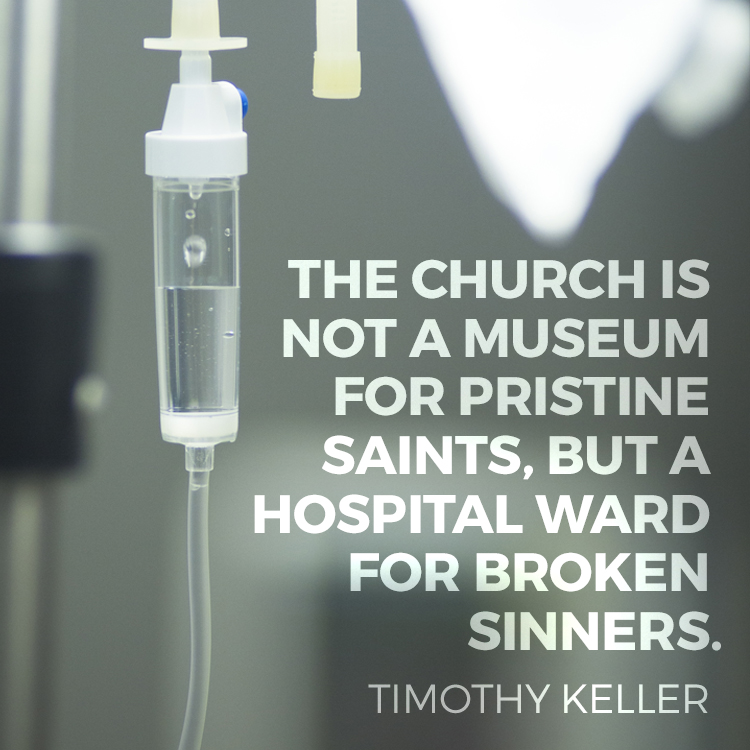 THE CHURCH IS
NOT A MUSEUM
FOR PRISTINE
SAINTS, BUT A
HOSPITAL WARD
FOR BROKEN
SINNERS.
TIMOTHY KELLER